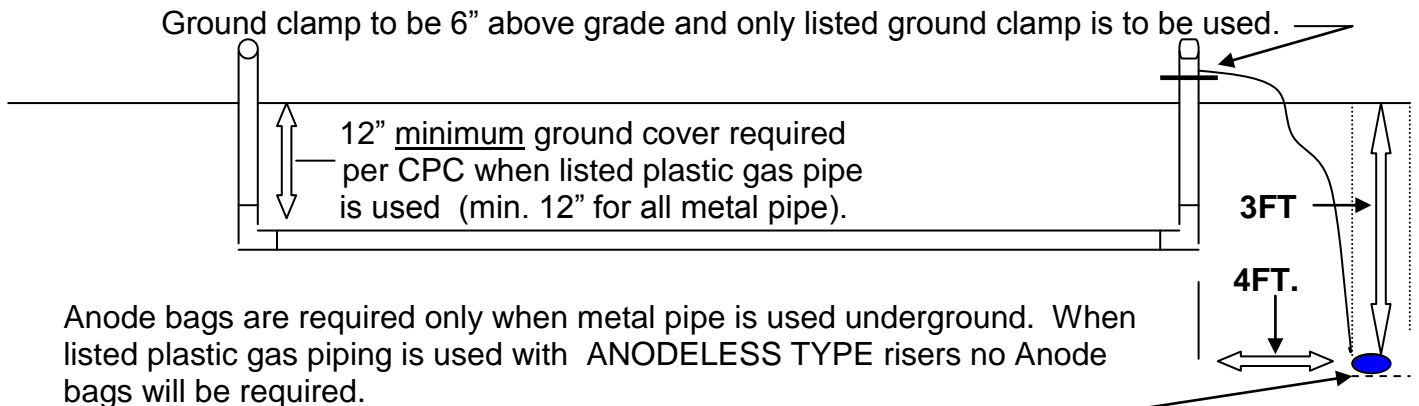 Ground clamp to be 6” above grade and only listed ground clamp is to be used.
12” minimum ground cover required
per CPC when listed plastic gas pipe
is used (min. 12” for all metal pipe).
3FT
4FT.
Anode bags are required only when metal pipe is used underground. When
listed plastic gas piping is used with ANODELESS TYPE risers no Anode
bags will be required.